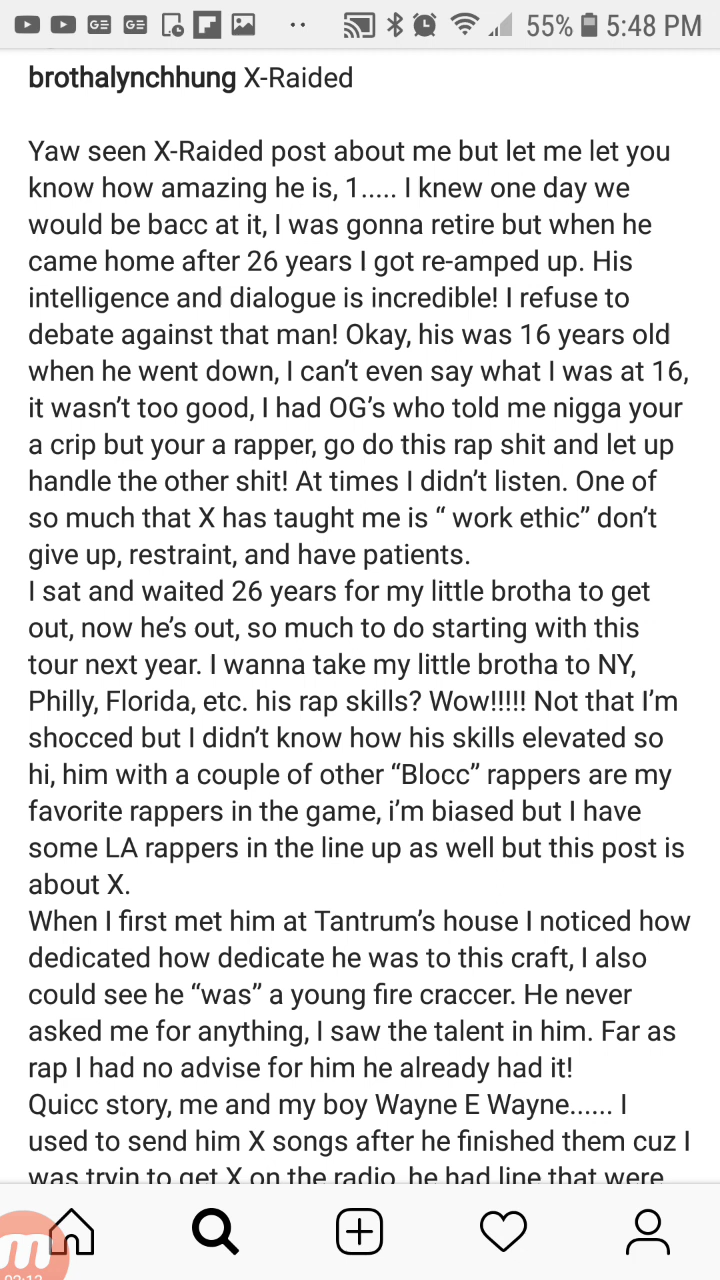 55% 5:48 PM
brothalynchhung X-Raided
Yaw seen X-Raided post about me but let me let you
know how amazing he is, 1..... I knew one day we
would be bacc at it, I was gonna retire but when he
came home after 26 years I got re-amped up. His
intelligence and dialogue is incredible! I refuse to
debate against that man! Okay, his was 16 years old
when he went down, I can't even say what I was at 16,
it wasn't too good, I had OG's who told me nigga your
a crip but your a rapper, go do this rap shit and let up
handle the other shit! At times I didn't listen. One of
so much that X has taught me is “ work ethic” don't
give up, restraint, and have patients.
I sat and waited 26 years for my little brotha to get
out, now he's out, so much to do starting with this
tour next year. I wanna take my little brotha to NY,
Philly, Florida, etc. his rap skills? Wow!!!!! Not that I'm
shocced but I didn't know how his skills elevated so
hi, him with a couple of other “Blocc” rappers are my
favorite rappers in the game, i'm biased but I have
some LA rappers in the line up as well but this post is
about X.
When I first met him at Tantrum's house I noticed how
dedicated how dedicate he was to this craft, I also
could see he “was” a young fire craccer. He never
asked me for anything, I saw the talent in him. Far as
rap I had no advise for him he already had it!
Quicc story, me and my boy Wayne E Wayne...... I
used to send him X songs after he finished them cuz I
was tryin to get X on the radio, he had line that were